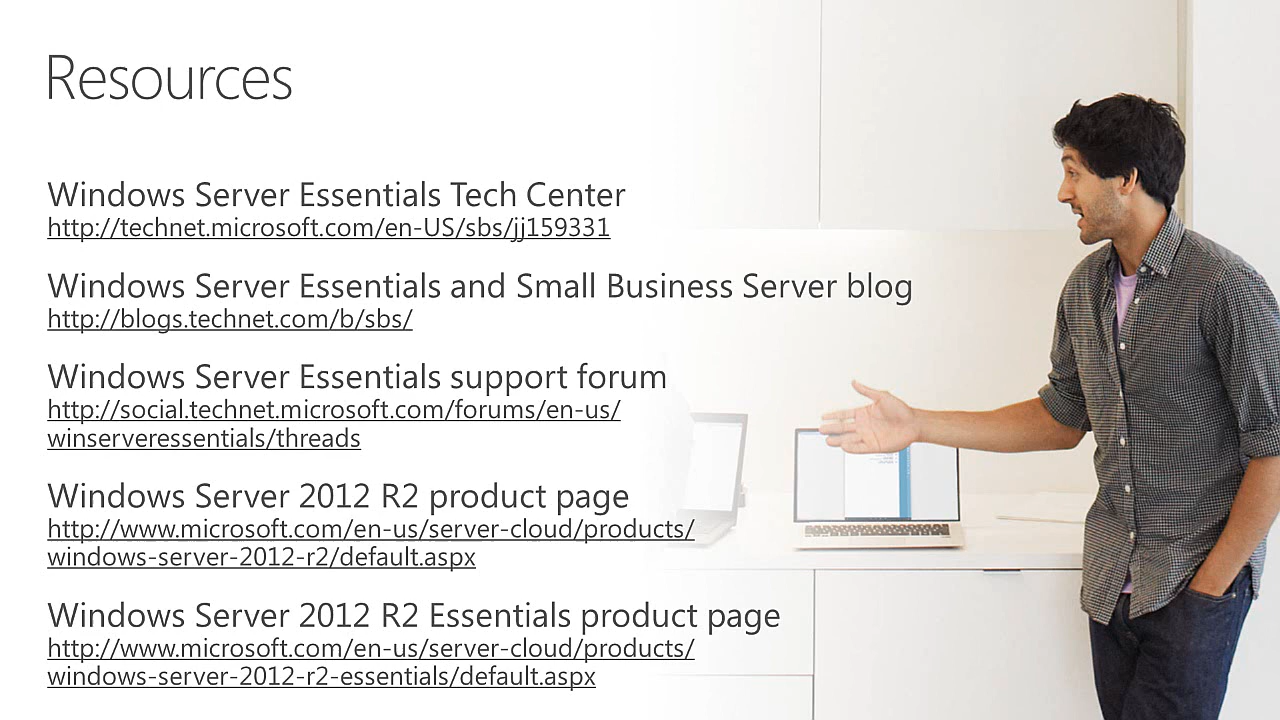 Resources
Windows Server Essentials Tech Center
http://technet.microsoft.com/en-US/sbs/jj159331
Windows Server Essentials and Small Business Server blog
http://blogs.technet.com/b/sbs/
Windows Server Essentials support forum
http://social.technet.microsoft.com/forums/en-us/
winserveressentials/threads
Windows Server 2012 R2 product page
http://www.microsoft.com/en-us/server-cloud/products/
windows-server-2012-r2/default.aspx
Windows Server 2012 R2 Essentials product page
http://www.microsoft.com/en-us/server-cloud/products/
windows-server-2012-r2-essentials/default.aspx